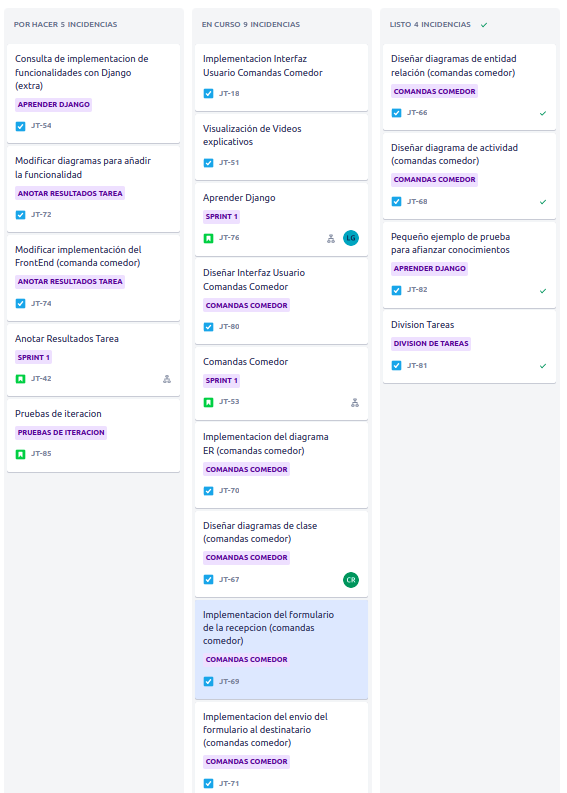 POR HACER 5 INCIDENCIAS
Consulta de implementacion de
funcionalidades con Django
(extra)
APRENDER DJANGO
JT-54
Modificar diagramas para añadir
la funcionalidad
ANOTAR RESULTADOS TAREA
JT-72
Modificar implementación del
FrontEnd (comanda comedor)
ANOTAR RESULTADOS TAREA
JT-74
Anotar Resultados Tarea
SPRINT 1
JT-42
Pruebas de iteracion
PRUEBAS DE ITERACION
JT-85
EN CURSO 9 INCIDENCIAS
Implementacion Interfaz
Usuario Comandas Comedor
JT-18
Visualización de Videos
explicativos
JT-51
Aprender Django
SPRINT 1
JT-76
LG
Diseñar Interfaz Usuario
Comandas Comedor
COMANDAS COMEDOR
JT-80
Comandas Comedor
SPRINT 1
JT-53
Implementacion del diagrama
ER (comandas comedor)
COMANDAS COMEDOR
JT-70
Diseñar diagramas de clase
(comandas comedor)
COMANDAS COMEDOR
JT-67
CR
Implementacion del formulario
de la recepcion (comandas
comedor)
COMANDAS COMEDOR
JT-69
Implementacion del envio del
formulario al destinatario
(comandas comedor)
COMANDAS COMEDOR
JT-71
LISTO 4 INCIDENCIAS
Diseñar diagramas de entidad
relación (comandas comedor)
COMANDAS COMEDOR
JT-66
Diseñar diagrama de actividad
(comandas comedor)
COMANDAS COMEDOR
JT-68
Pequeño ejemplo de prueba
para afianzar conocimientos
APRENDER DJANGO
JT-82
Division Tareas
DIVISION DE TAREAS
JT-81